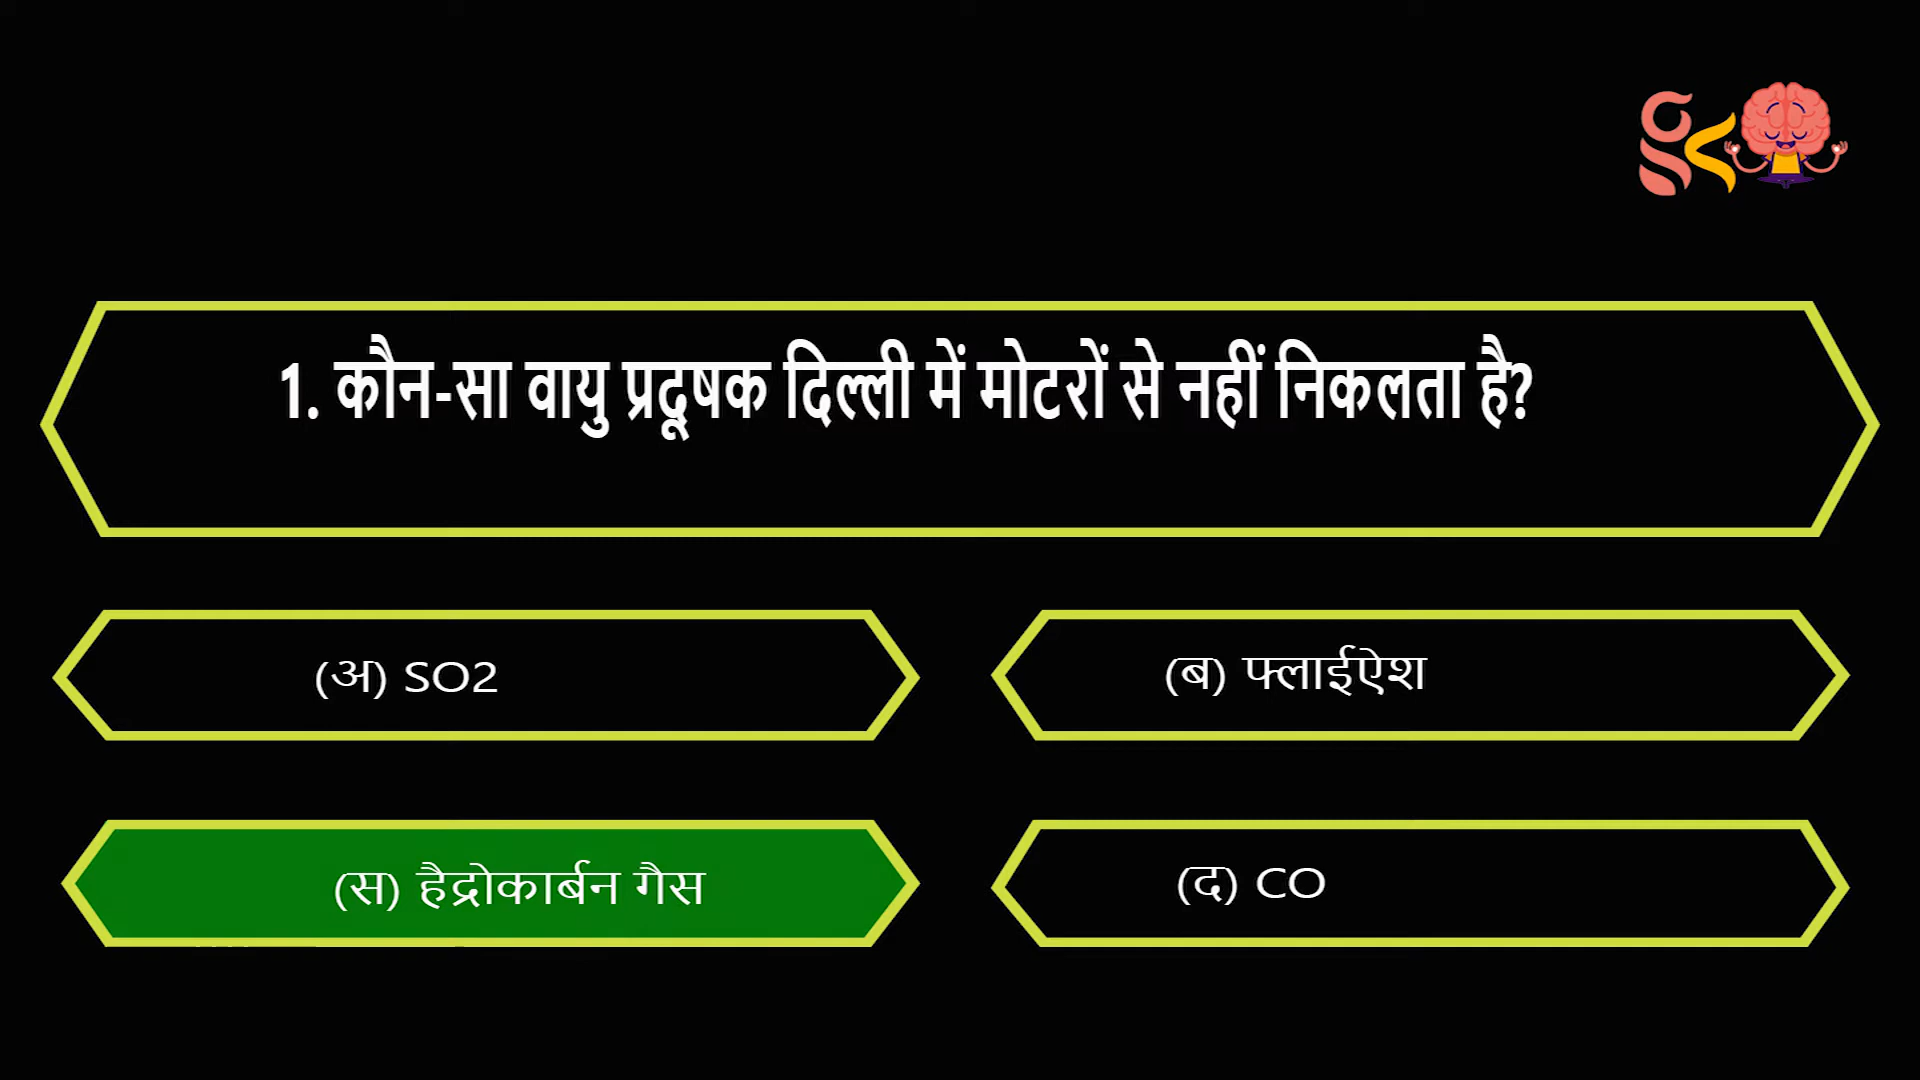 1. कौन-सा वायु प्रदूषक दिल्ली में मोटरों से नहीं निकलता है?
(अ) SO2
(ब) फ्लाईऐश
(स) हैद्रोकार्बन गैस
(द) CO